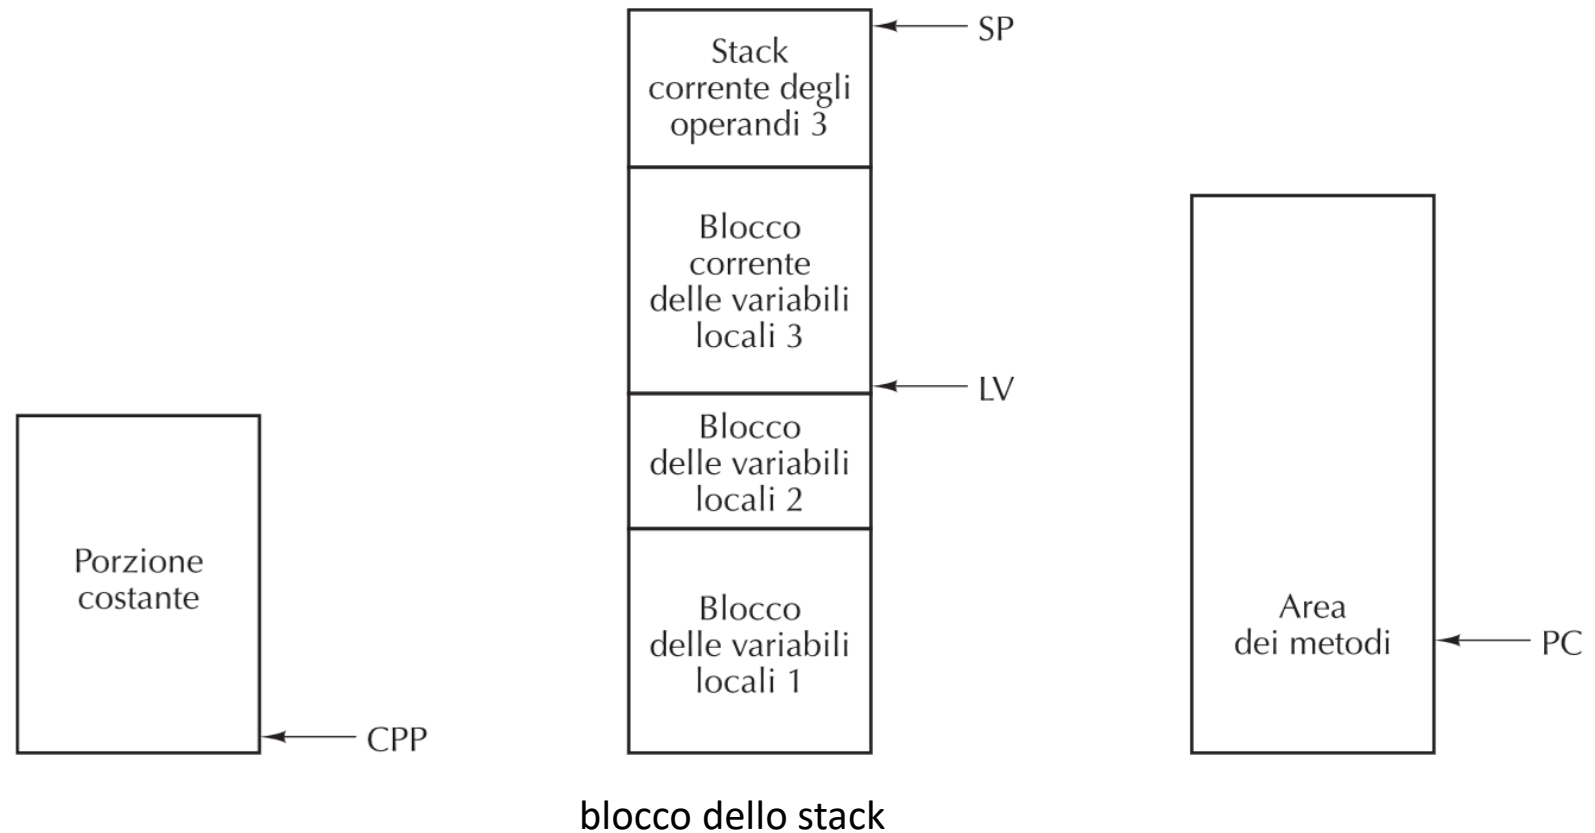 SP
Stack
corrente degli
operandi 3
Blocco
corrente
delle variabili
locali 3
LV
Blocco
delle variabili
locali 2
Porzione
costante
Blocco
delle variabili
locali 1
Area
dei metodi
PC
CPP
blocco dello stack